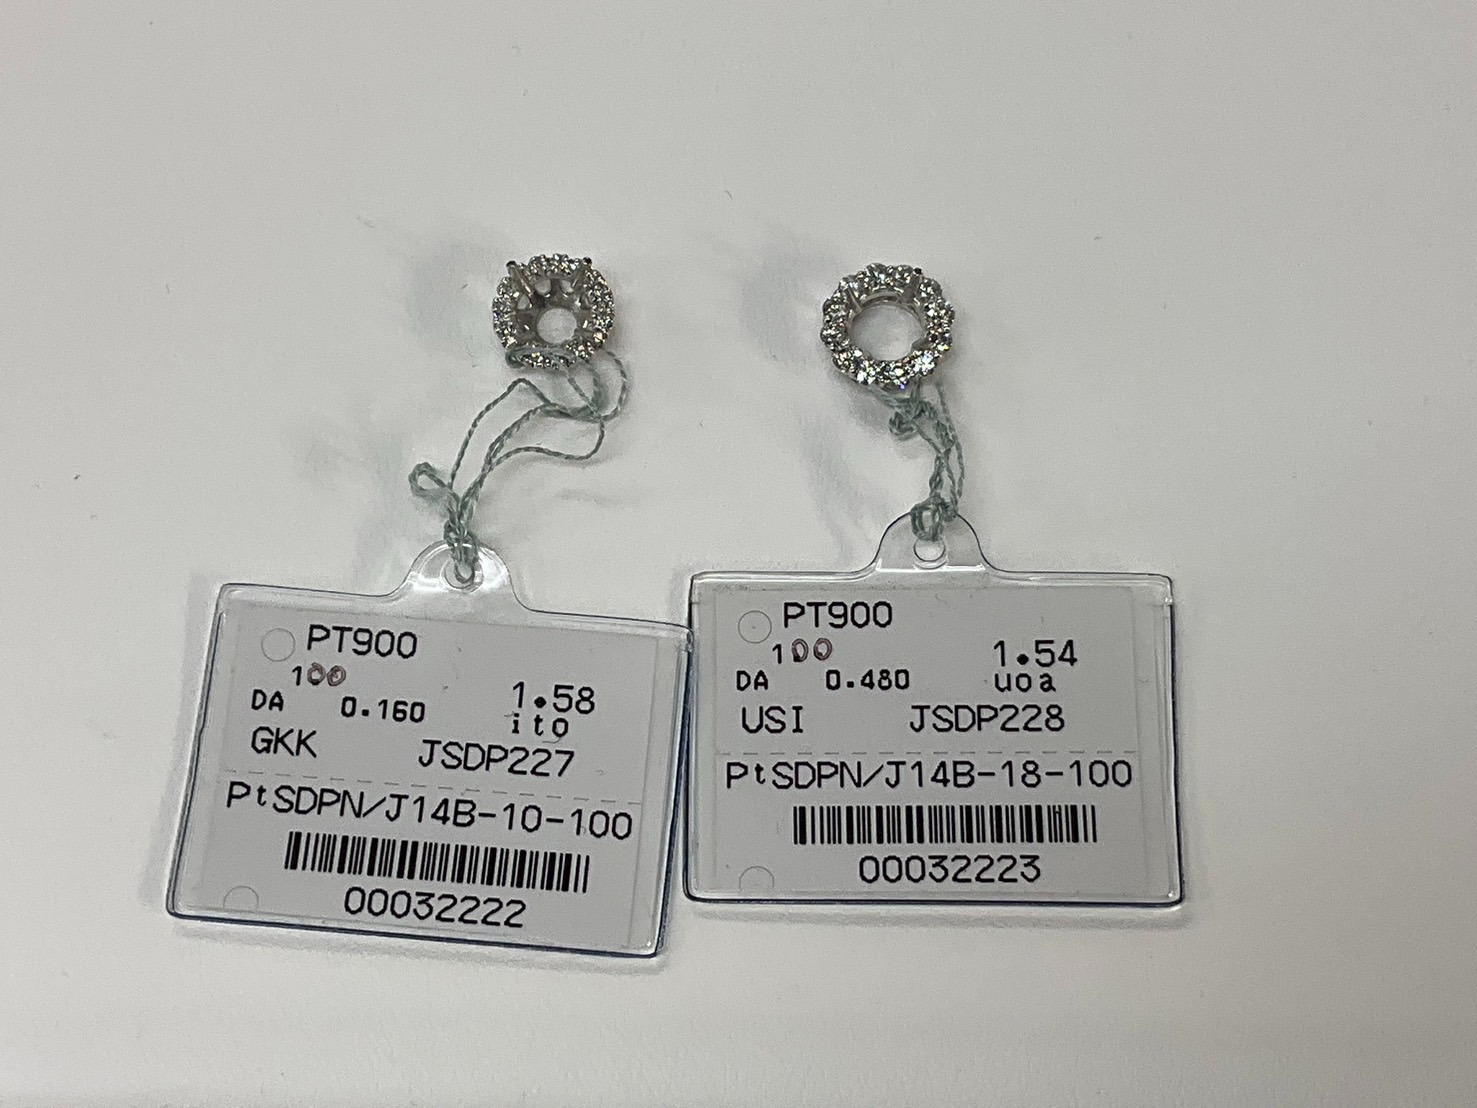 PT900
100
DA 0.160 1.58
ito
GKK JSDP227
PtSDPN/J14B-10-100
00032222
PT900
100
1.54
DA 0.480 uoa
USI JSDP228
PtSDPN/J14B-18-100
00032223